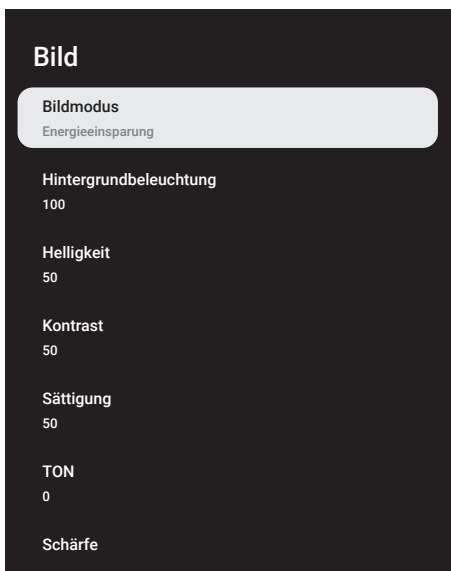 Bild
Bildmodus
Energieeinsparung
Hintergrundbeleuchtung
100
Helligkeit
50
Kontrast
50
Sättigung
50
TON
0
Schärfe